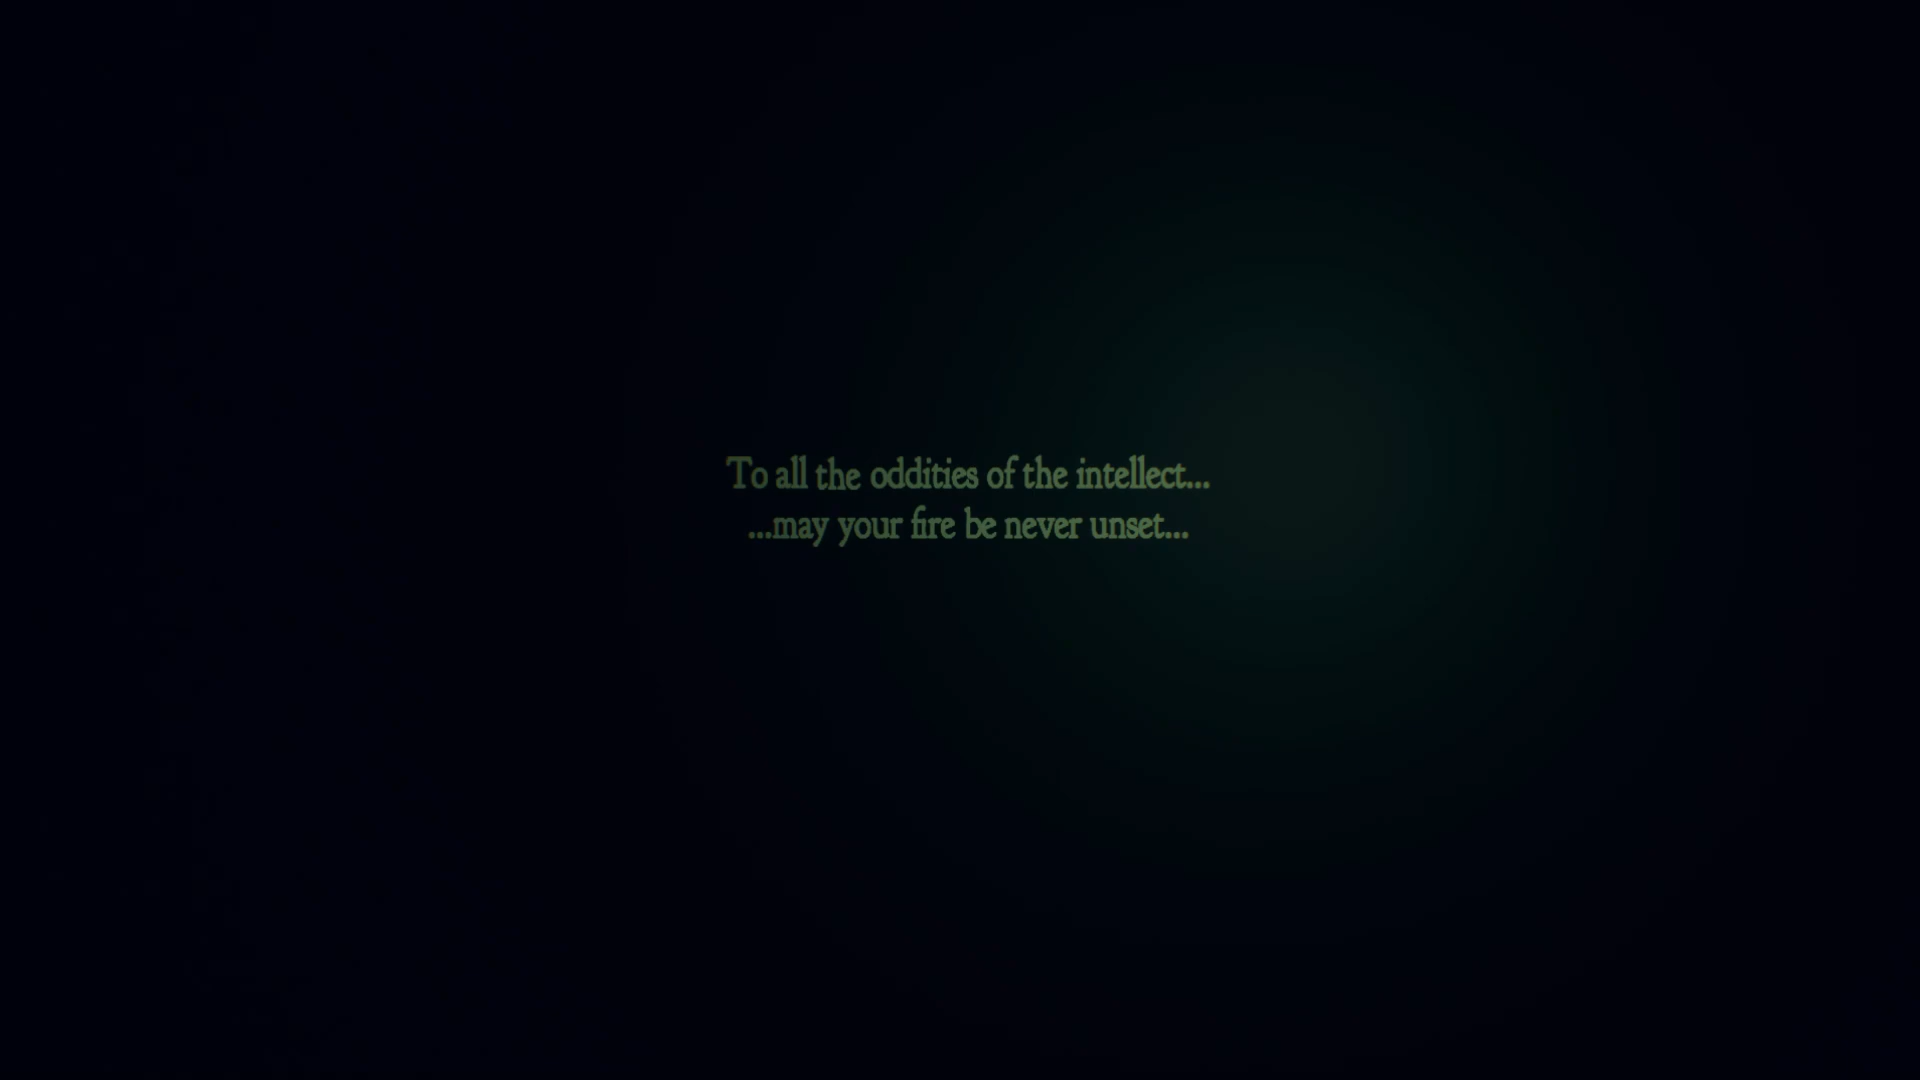 To all the oddities of the intellect...
...may your fire be never unset...